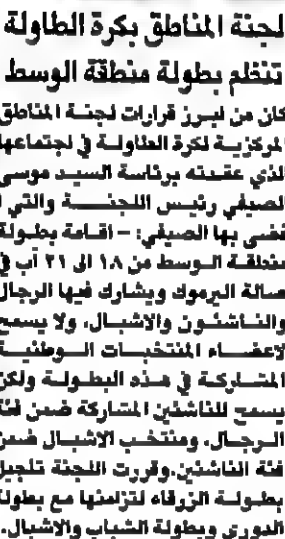 لجنة المناطق بكرة الطاولة
تنظم بطولة منطقة الوسط
كان من ابرز قرارات لجنة المناطق
المركزية لكرة الطاولة في اجتماعها
الذي عقدته برئاسة السيد موسى
الصيفي رئيس اللجنة والتي
قضى بها الصيفي: - اقامة بطولة
منطقة الوسط من ١٨ الى ٢١ آب في
صالة اليرموك ويشارك فيها الرجال
والناشئون والاشبال، ولا يسمح
لاعضاء المنتخبات الوطنية
المشاركة في هذه البطولة ولكن
يسمح للناشئين المشاركة ضمن فئة
الرجال، ومنتخب الاشبال ضمن
فئة الناشئين.وقررت اللجنة تاجيل
بطولة الزرقاء لتزامنها مع بطولة
الدوري وبطولة الشباب والاشبال.